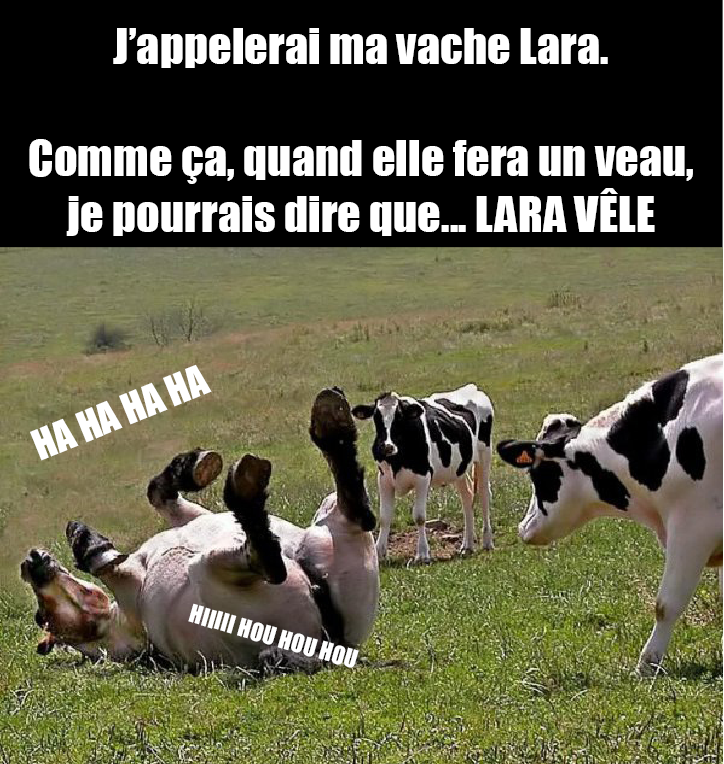 J’appelerai ma vache Lara.
Comme ça, quand elle fera un veau,
je pourrais dire que... LARA VÊLE
HA HA HA HA
HIIIII HOU HOU HOU